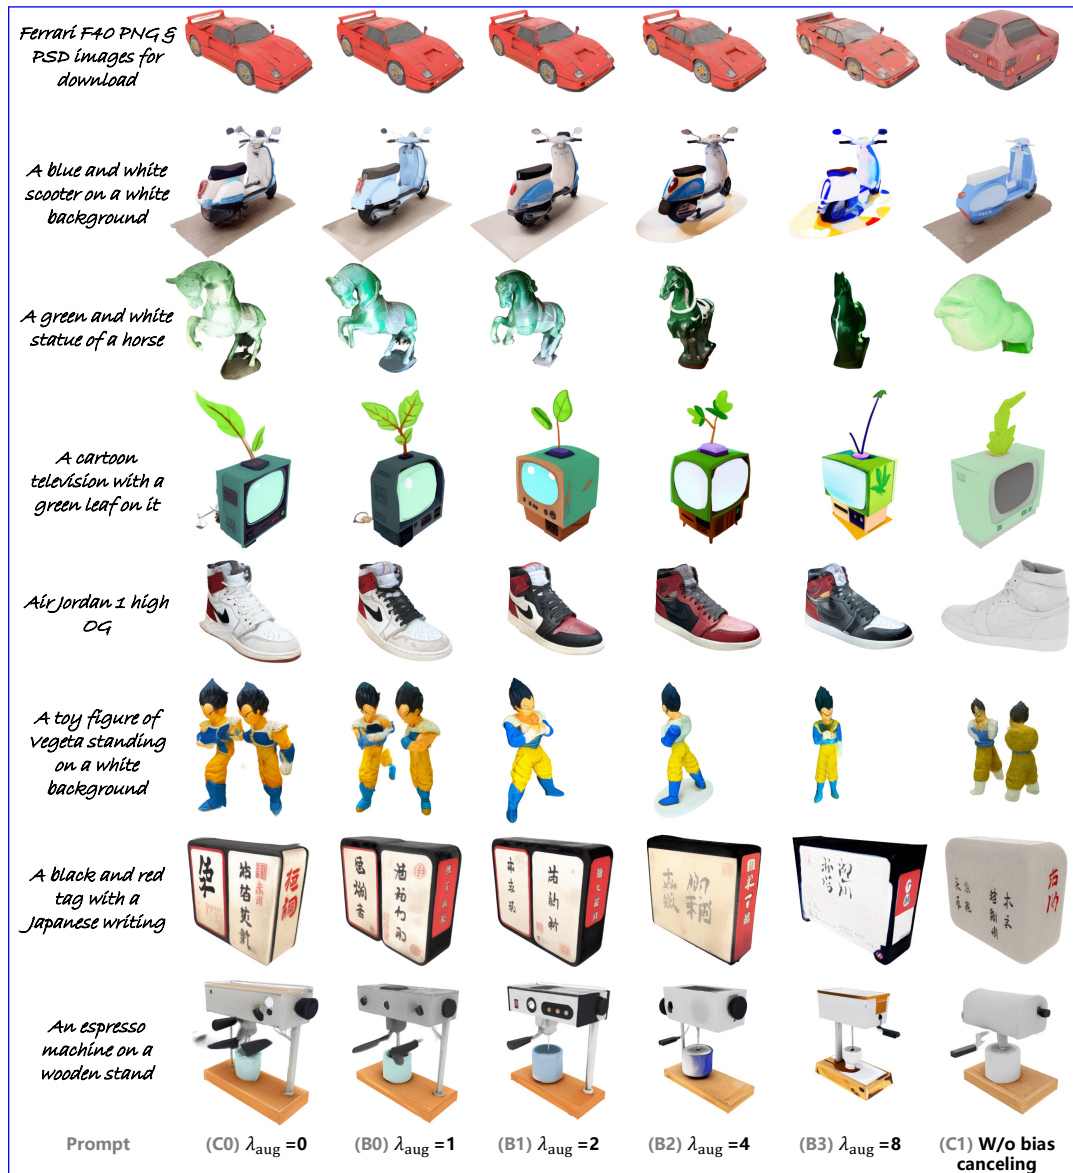 Ferrari F40 PNG &
PSD images for
download
A blue and white
scooter on a white
background
A green and white
statue of a horse
A cartoon
television with a
green leaf on it
Air Jordan 1 high
OG
A toy figure of
Vegeta standing
on a white
background
A black and red
tag with a
Japanese writing
An espresso
machine on a
wooden stand
Prompt (C0) λaug =0 (B0) λaug =1 (B1) λaug =2 (B2) λaug =4 (B3) λaug =8 (C1) W/o bias
canceling